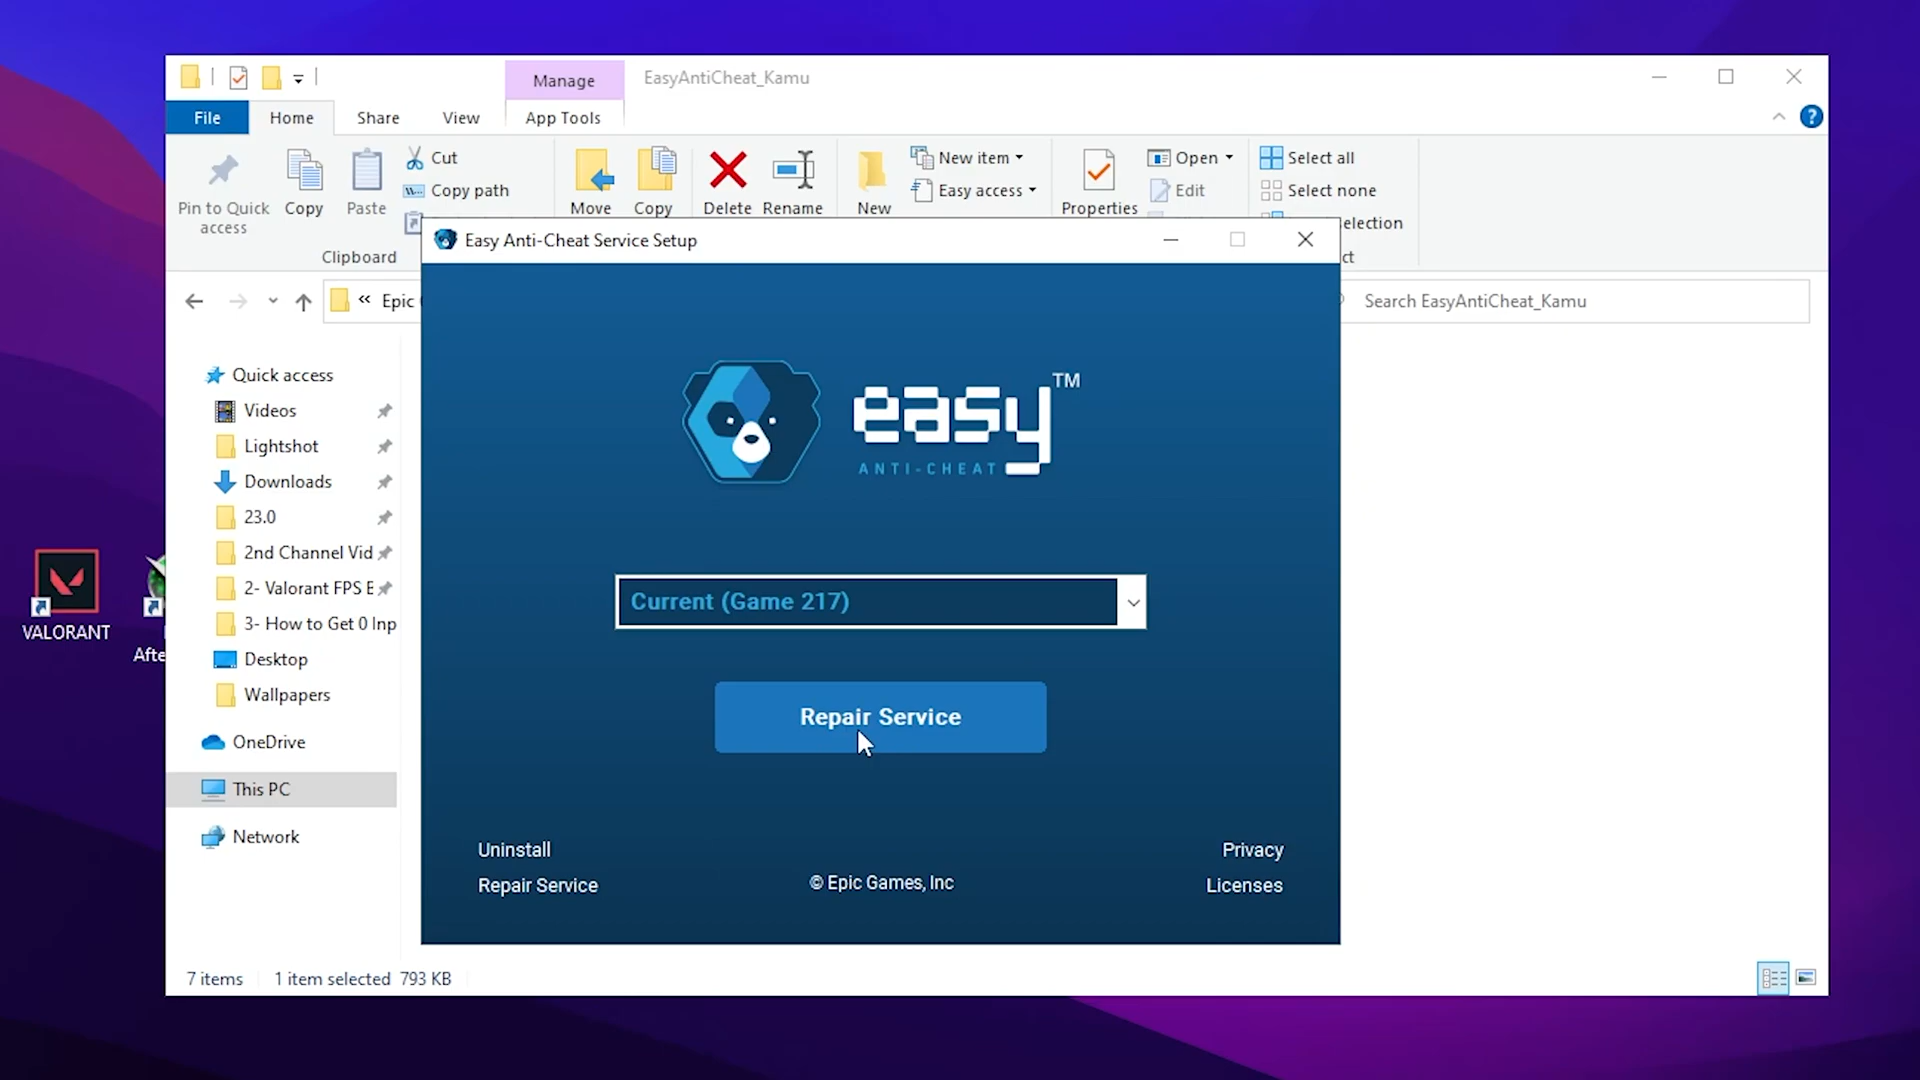 Manage
EasyAntiCheat_Kamu
File
Home
Share
View
App Tools
Pin to Quick access
Copy
Paste
Cut
Copy path
Clipboard
Move
Copy
Delete
Rename
New
New item
Easy access
Properties
Open
Edit
Select all
Select none
election
ct
Easy Anti-Cheat Service Setup
« Epic
Search EasyAntiCheat_Kamu
Quick access
Videos
Lightshot
Downloads
23.0
2nd Channel Vid
2- Valorant FPS E
3- How to Get 0 Inp
Desktop
Wallpapers
OneDrive
This PC
Network
easy™
ANTI-CHEAT
Current (Game 217)
Repair Service
Uninstall
Repair Service
© Epic Games, Inc
Privacy
Licenses
VALORANT
Afte
7 items
1 item selected 793 KB